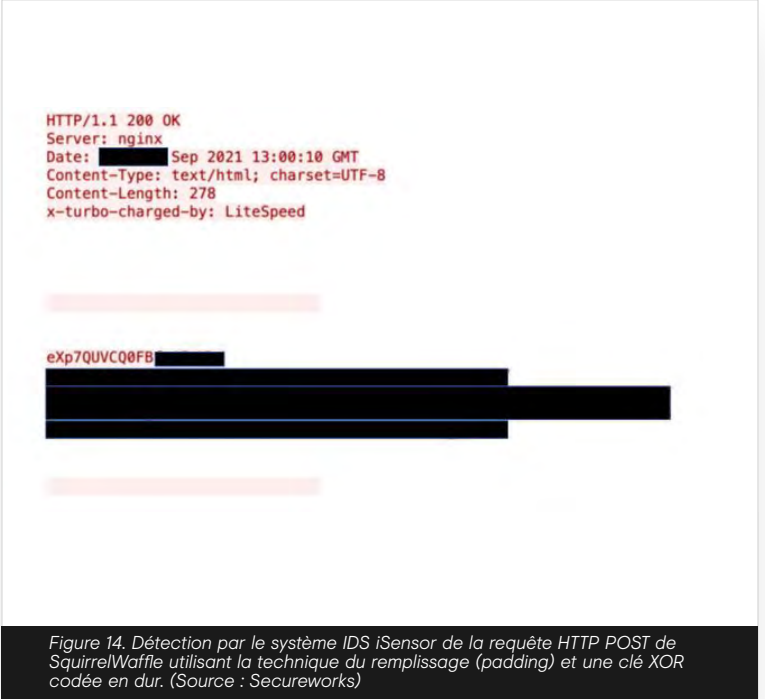 HTTP/1.1 200 OK
Server: nginx
Date: Sep 2021 13:00:10 GMT
Content-Type: text/html; charset=UTF-8
Content-Length: 278
x-turbo-charged-by: LiteSpeed
eXp7QUVCQ0FB
Figure 14. Détection par le système IDS iSensor de la requête HTTP POST de
SquirrelWaffle utilisant la technique du remplissage (padding) et une clé XOR
codée en dur. (Source : Secureworks)